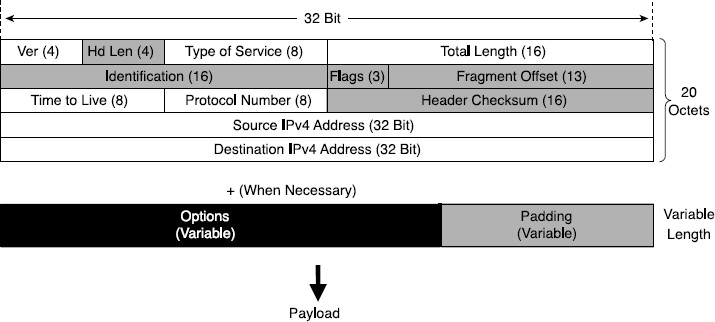 32 Bit
Ver (4) Hd Len (4) Type of Service (8) Total Length (16)
Identification (16) Flags (3) Fragment Offset (13)
Time to Live (8) Protocol Number (8) Header Checksum (16)
Source IPv4 Address (32 Bit)
Destination IPv4 Address (32 Bit)
20
Octets
+ (When Necessary)
Options
(Variable)
Padding
(Variable)
Variable
Length
Payload